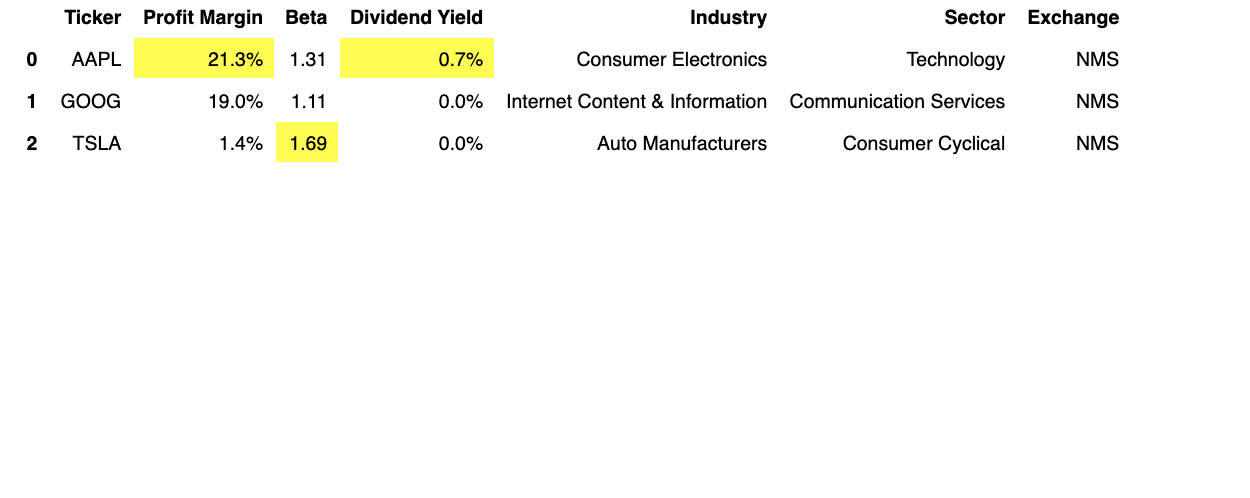 Ticker Profit Margin Beta Dividend Yield Industry Sector Exchange
0 AAPL 21.3% 1.31 0.7% Consumer Electronics Technology NMS
1 GOOG 19.0% 1.11 0.0% Internet Content & Information Communication Services NMS
2 TSLA 1.4% 1.69 0.0% Auto Manufacturers Consumer Cyclical NMS